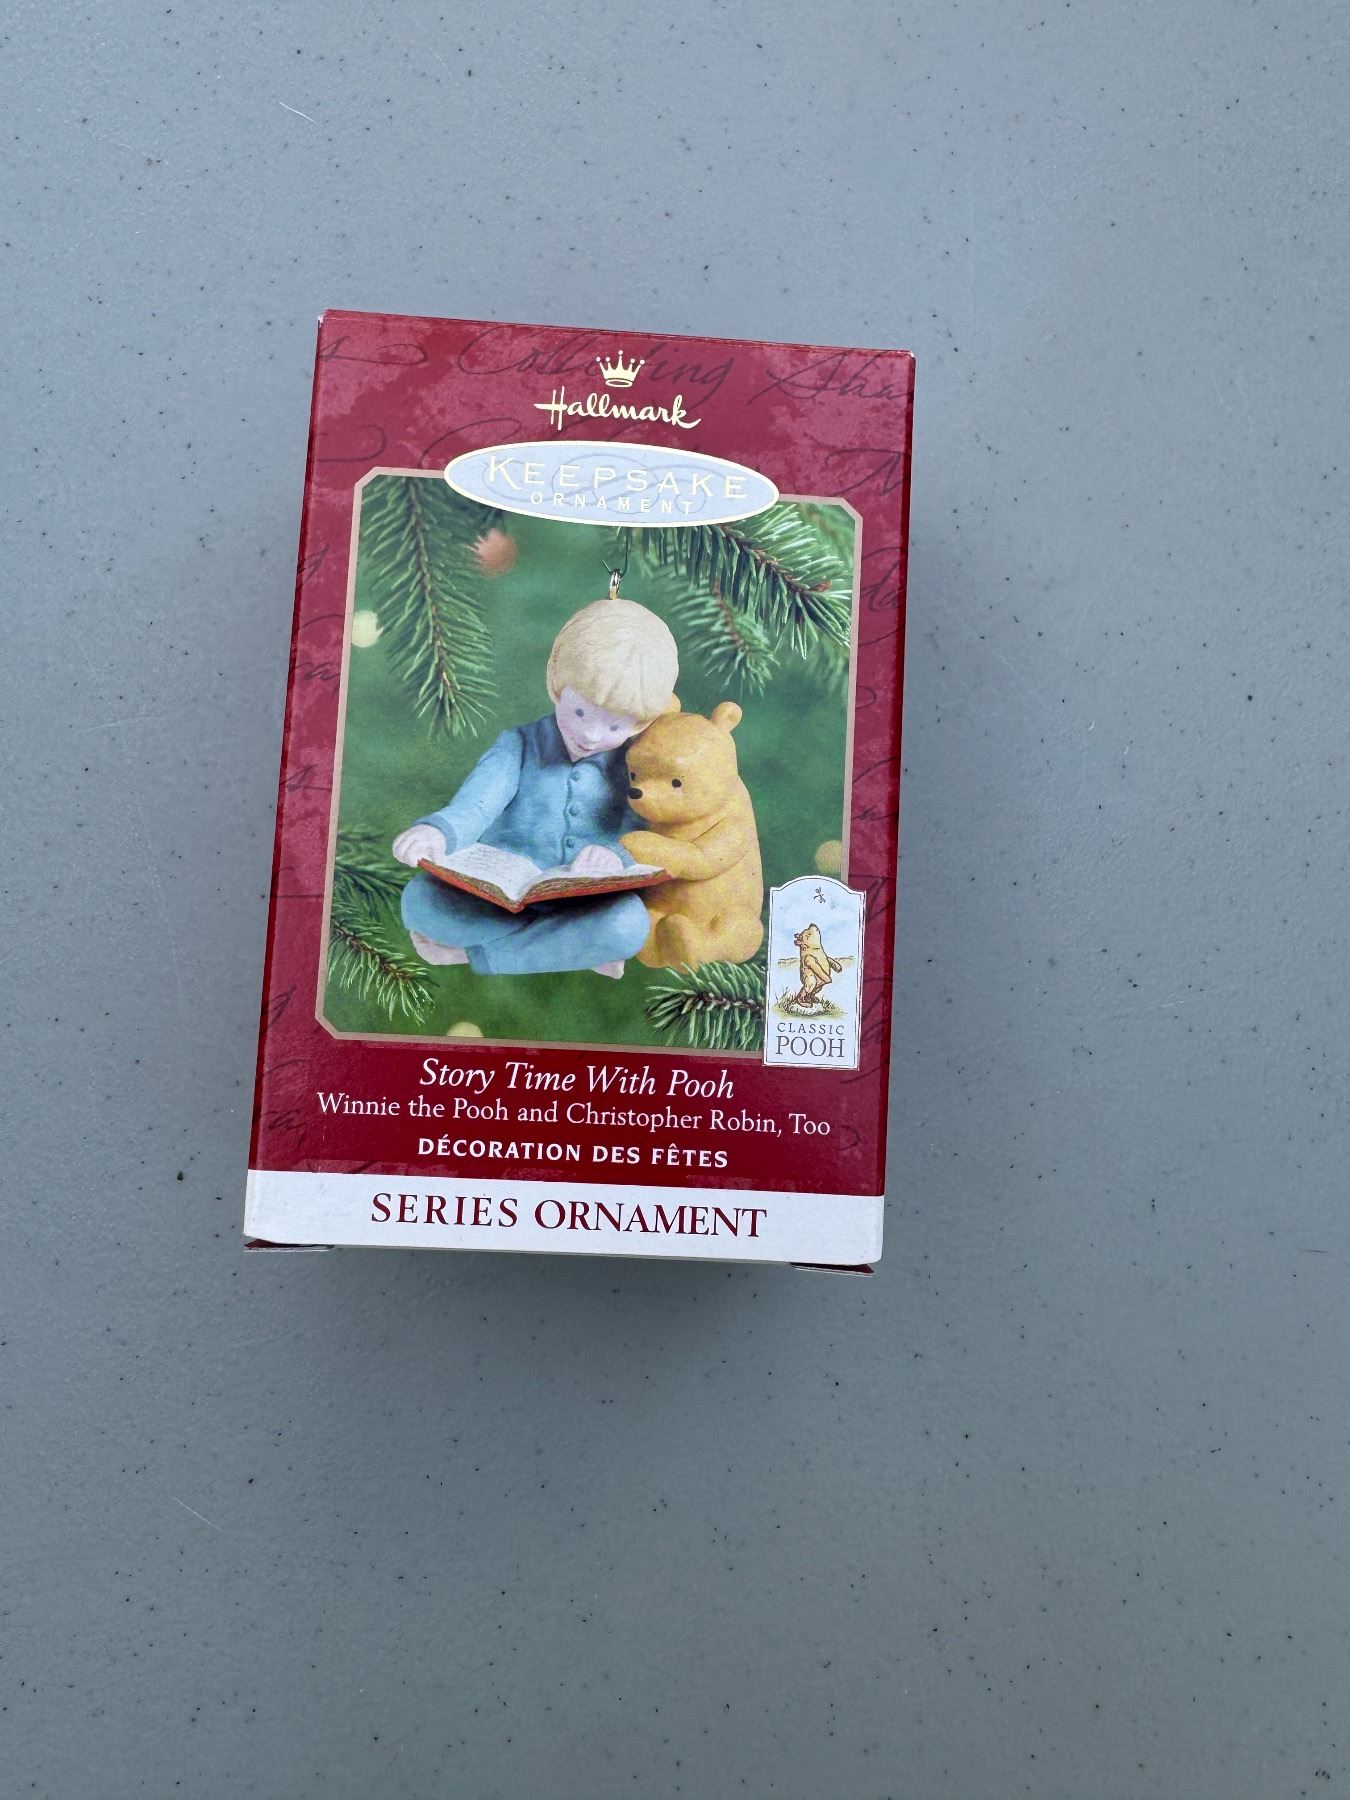 Collecting
Hallmark
KEEPSAKE
ORNAMENT
CLASSIC
POOH
Story Time With Pooh
Winnie the Pooh and Christopher Robin, Too
DÉCORATION DES FÊTES
SERIES ORNAMENT